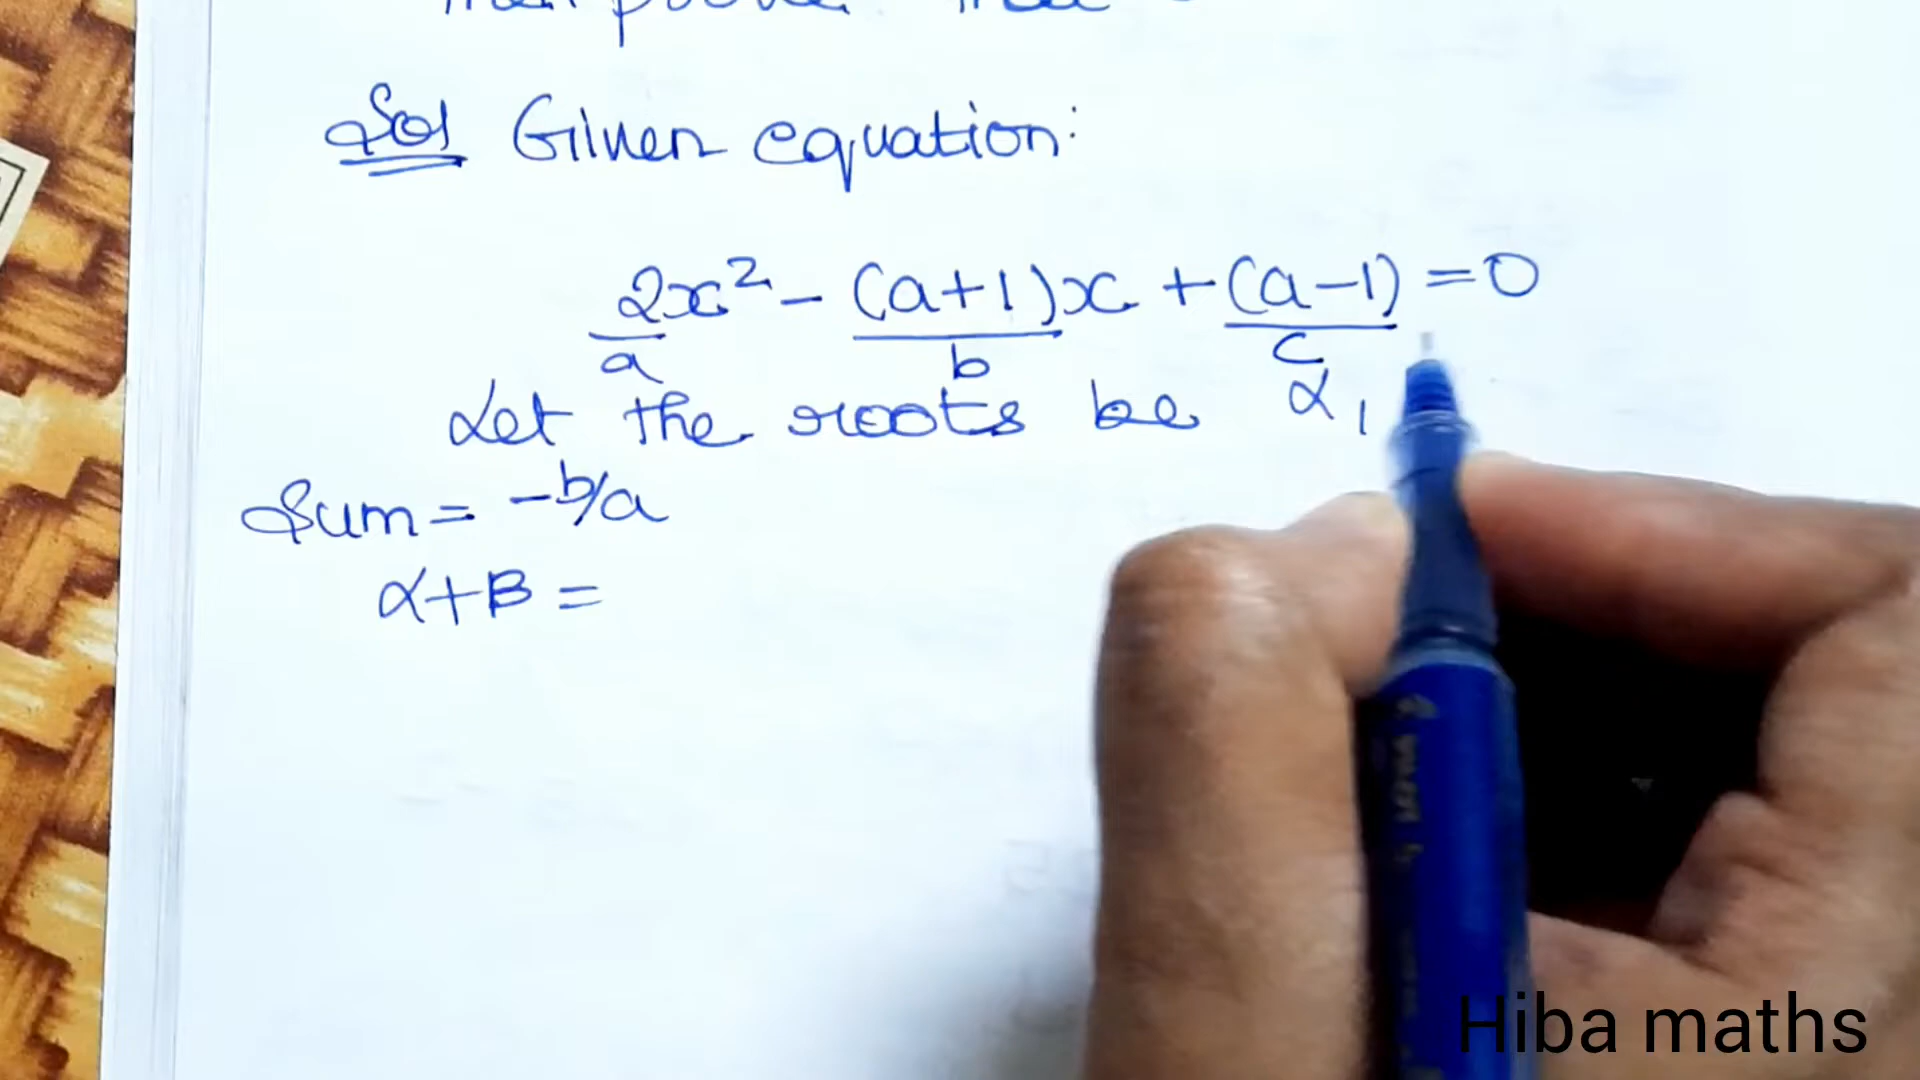 Sol Given equation:
2x² - (a+1)x + (a-1) = 0
a b c
Let the roots be α,
Sum = -b/a
α+B =
Hiba maths